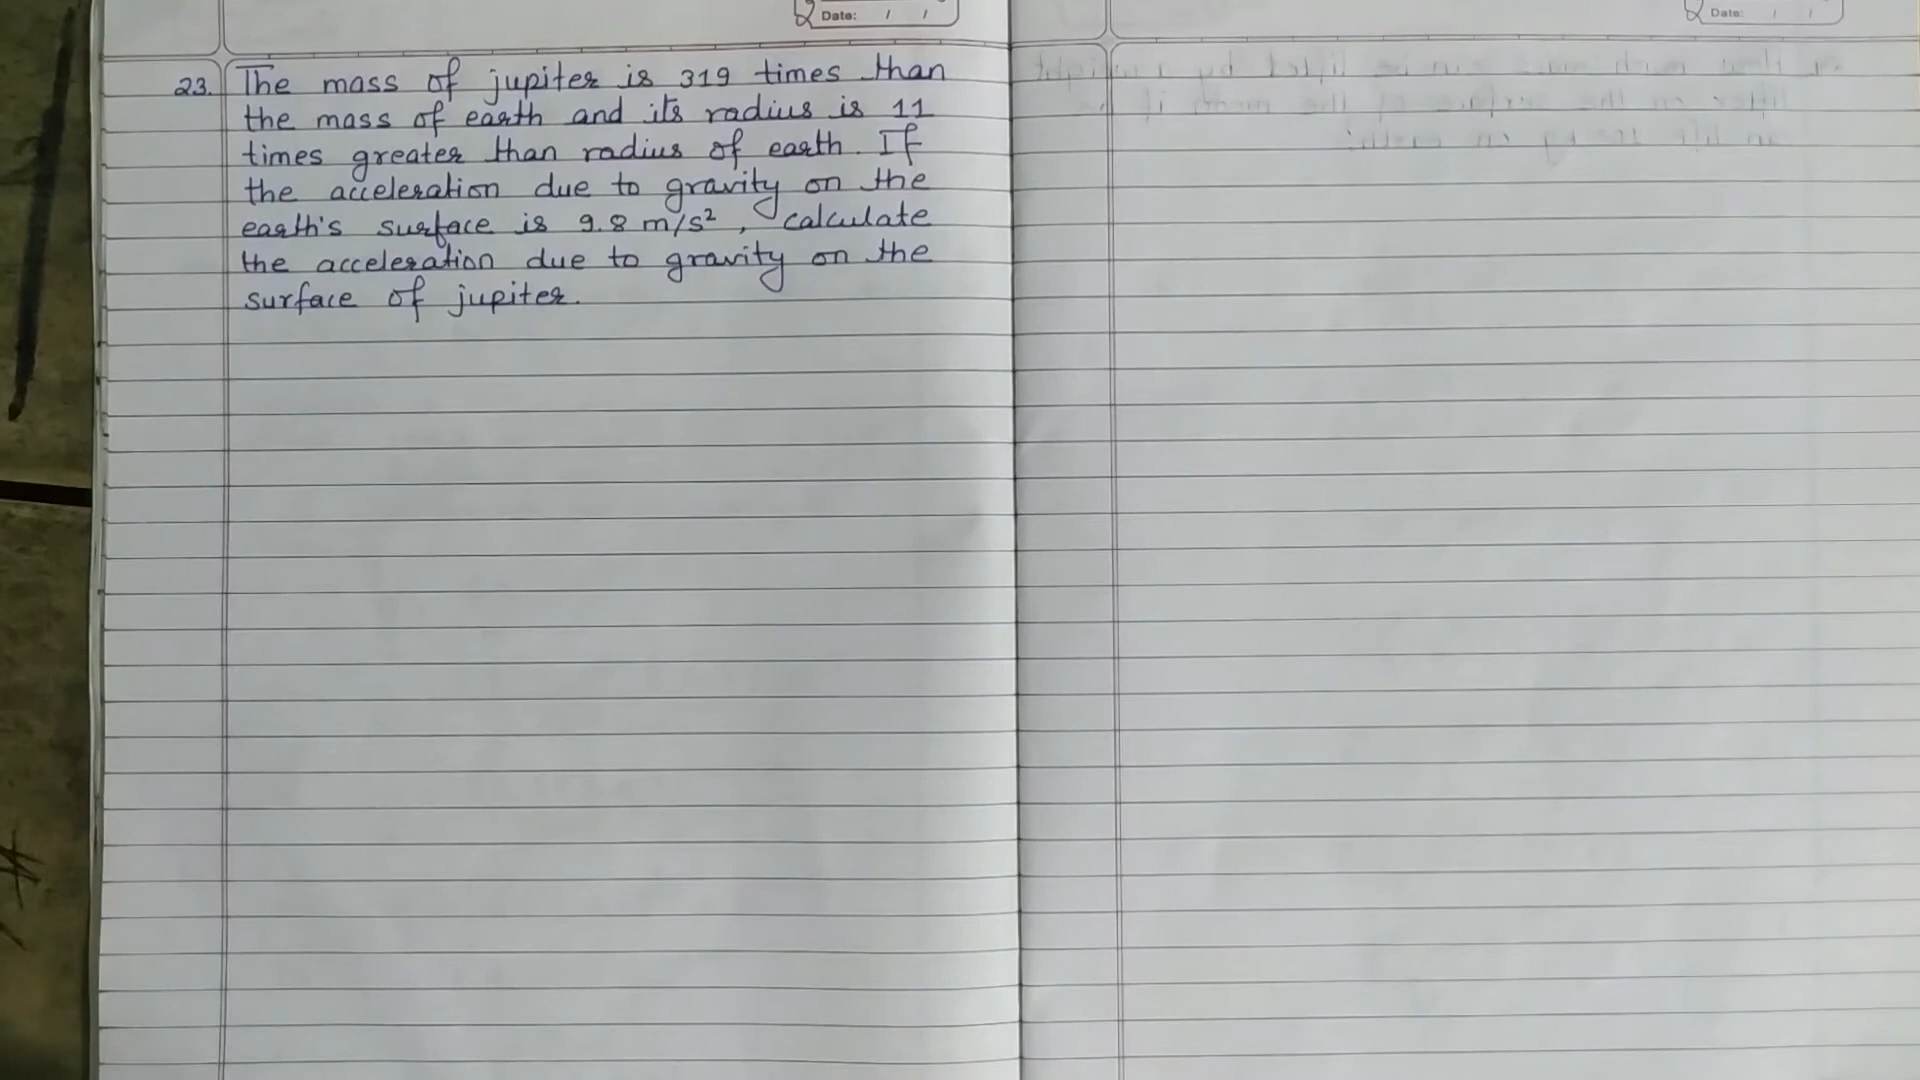 Date: / /
Date: / /
23. The mass of jupiter is 319 times than
the mass of earth and its radius is 11
times greater than radius of earth. If
the acceleration due to gravity on the
earth's surface is 9.8 m/s², calculate
the acceleration due to gravity on the
surface of jupiter.